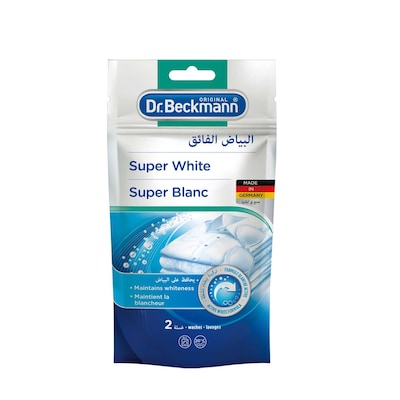 ORIGINAL
Dr.Beckmann®
البياض الفائق
Super White
Super Blanc
MADE
IN
GERMANY
• يحافظ على البياض
• Maintains whiteness
• Maintient la
blancheur
2 غسلة • washes • lavages